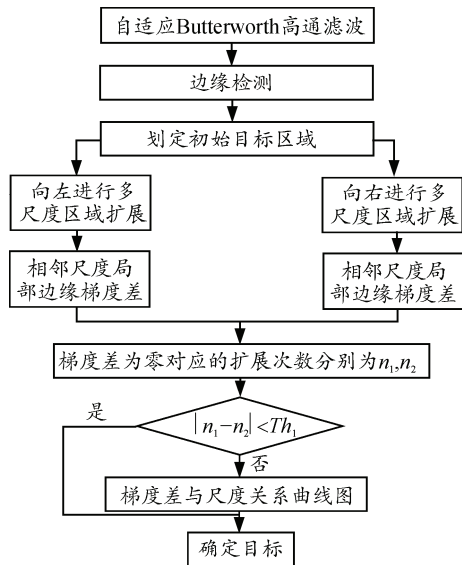 自适应Butterworth高通滤波
边缘检测
划定初始目标区域
向左进行多
尺度区域扩展
向右进行多
尺度区域扩展
相邻尺度局
部边缘梯度差
相邻尺度局
部边缘梯度差
梯度差为零对应的扩展次数分别为n₁,n₂
是
|n₁−n₂|<Th₁
否
梯度差与尺度关系曲线图
确定目标